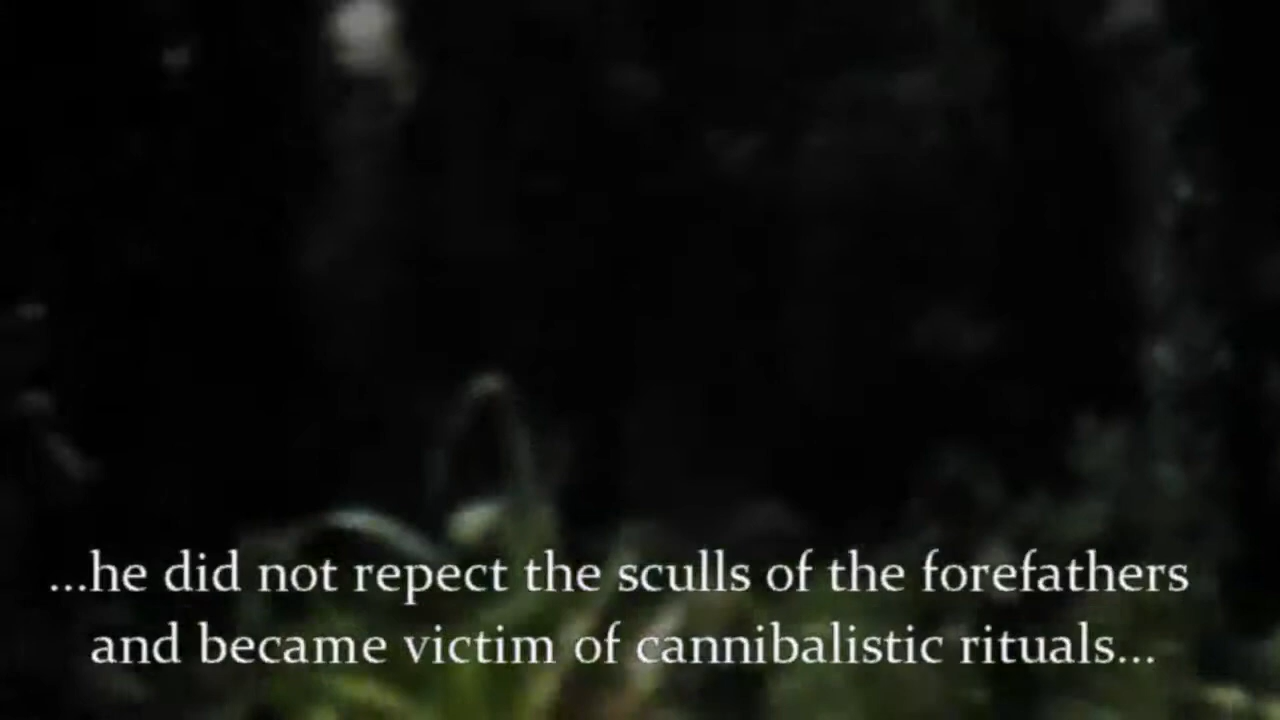 ...he did not repect the sculls of the forefathers
and became victim of cannibalistic rituals...